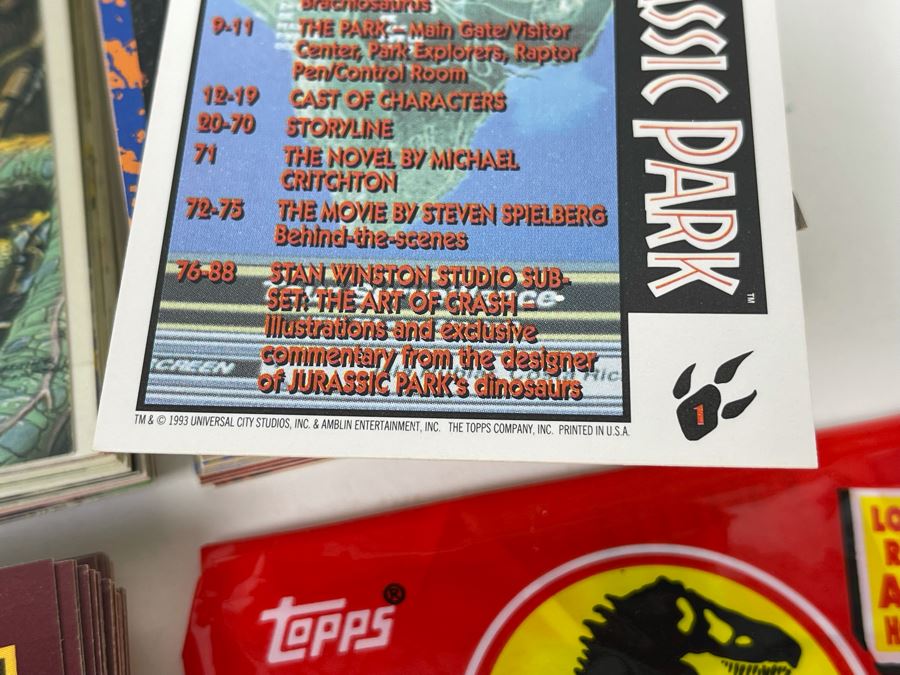 Brachiosaurus
9-11 THE PARK – Main Gate/Visitor
Center, Park Explorers, Raptor
Pen/Control Room
12-19 CAST OF CHARACTERS
20-70 STORYLINE
71 THE NOVEL BY MICHAEL
CRITCHTON
72-75 THE MOVIE BY STEVEN SPIELBERG
Behind-the-scenes
76-88 STAN WINSTON STUDIO SUB-
SET: THE ART OF CRASH –
Illustrations and exclusive
commentary from the designer
of JURASSIC PARK's dinosaurs
TM & © 1993 UNIVERSAL CITY STUDIOS, INC. & AMBLIN ENTERTAINMENT, INC. THE TOPPS COMPANY, INC. PRINTED IN U.S.A.
ASSIC PARK™
1
TOPPS®
LO
R
A
H